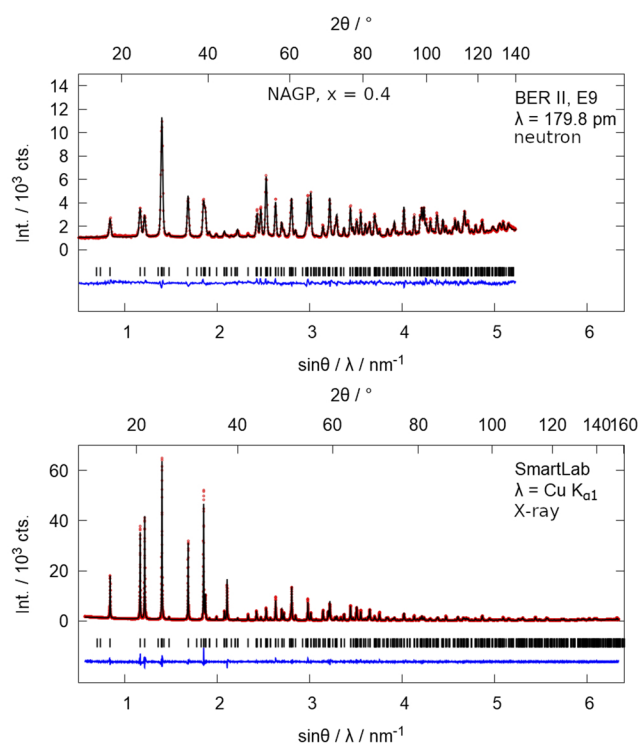 2θ / °
20 40 60 80 100 120 140
NAGP, x = 0.4
BER II, E9
λ = 179.8 pm
neutron
Int. / 10³ cts.
14
12
10
8
6
4
2
0
1 2 3 4 5 6
sinθ / λ / nm⁻¹
2θ / °
20 40 60 80 100 120 140160
SmartLab
λ = Cu Kα1
X-ray
Int. / 10³ cts.
60
40
20
0
1 2 3 4 5 6
sinθ / λ / nm⁻¹